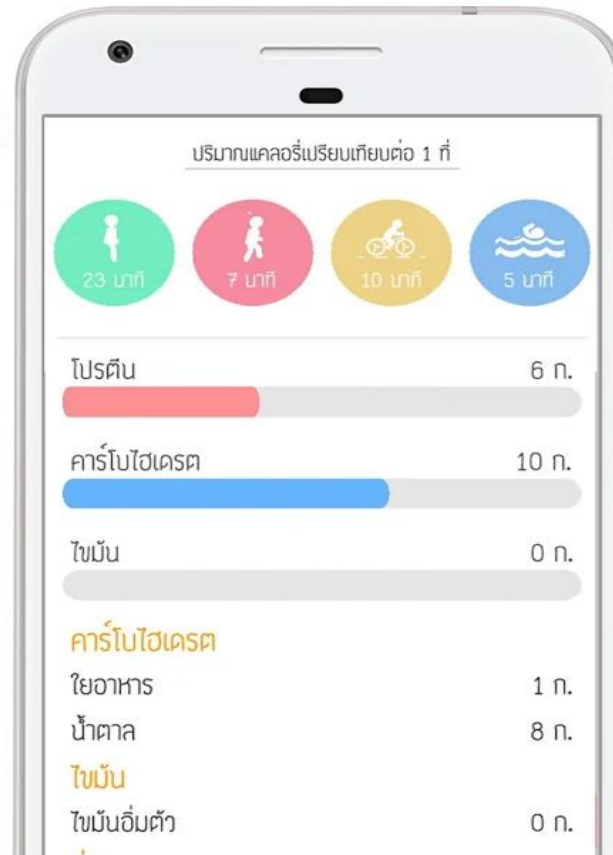 ปริมาณแคลอรี่เปรียบเทียบต่อ 1 ที่
23 นาที 7 นาที 10 นาที 5 นาที
โปรตีน 6 ก.
คาร์โบไฮเดรต 10 ก.
ไขมัน 0 ก.
คาร์โบไฮเดรต
ใยอาหาร 1 ก.
น้ำตาล 8 ก.
ไขมัน
ไขมันอิ่มตัว 0 ก.